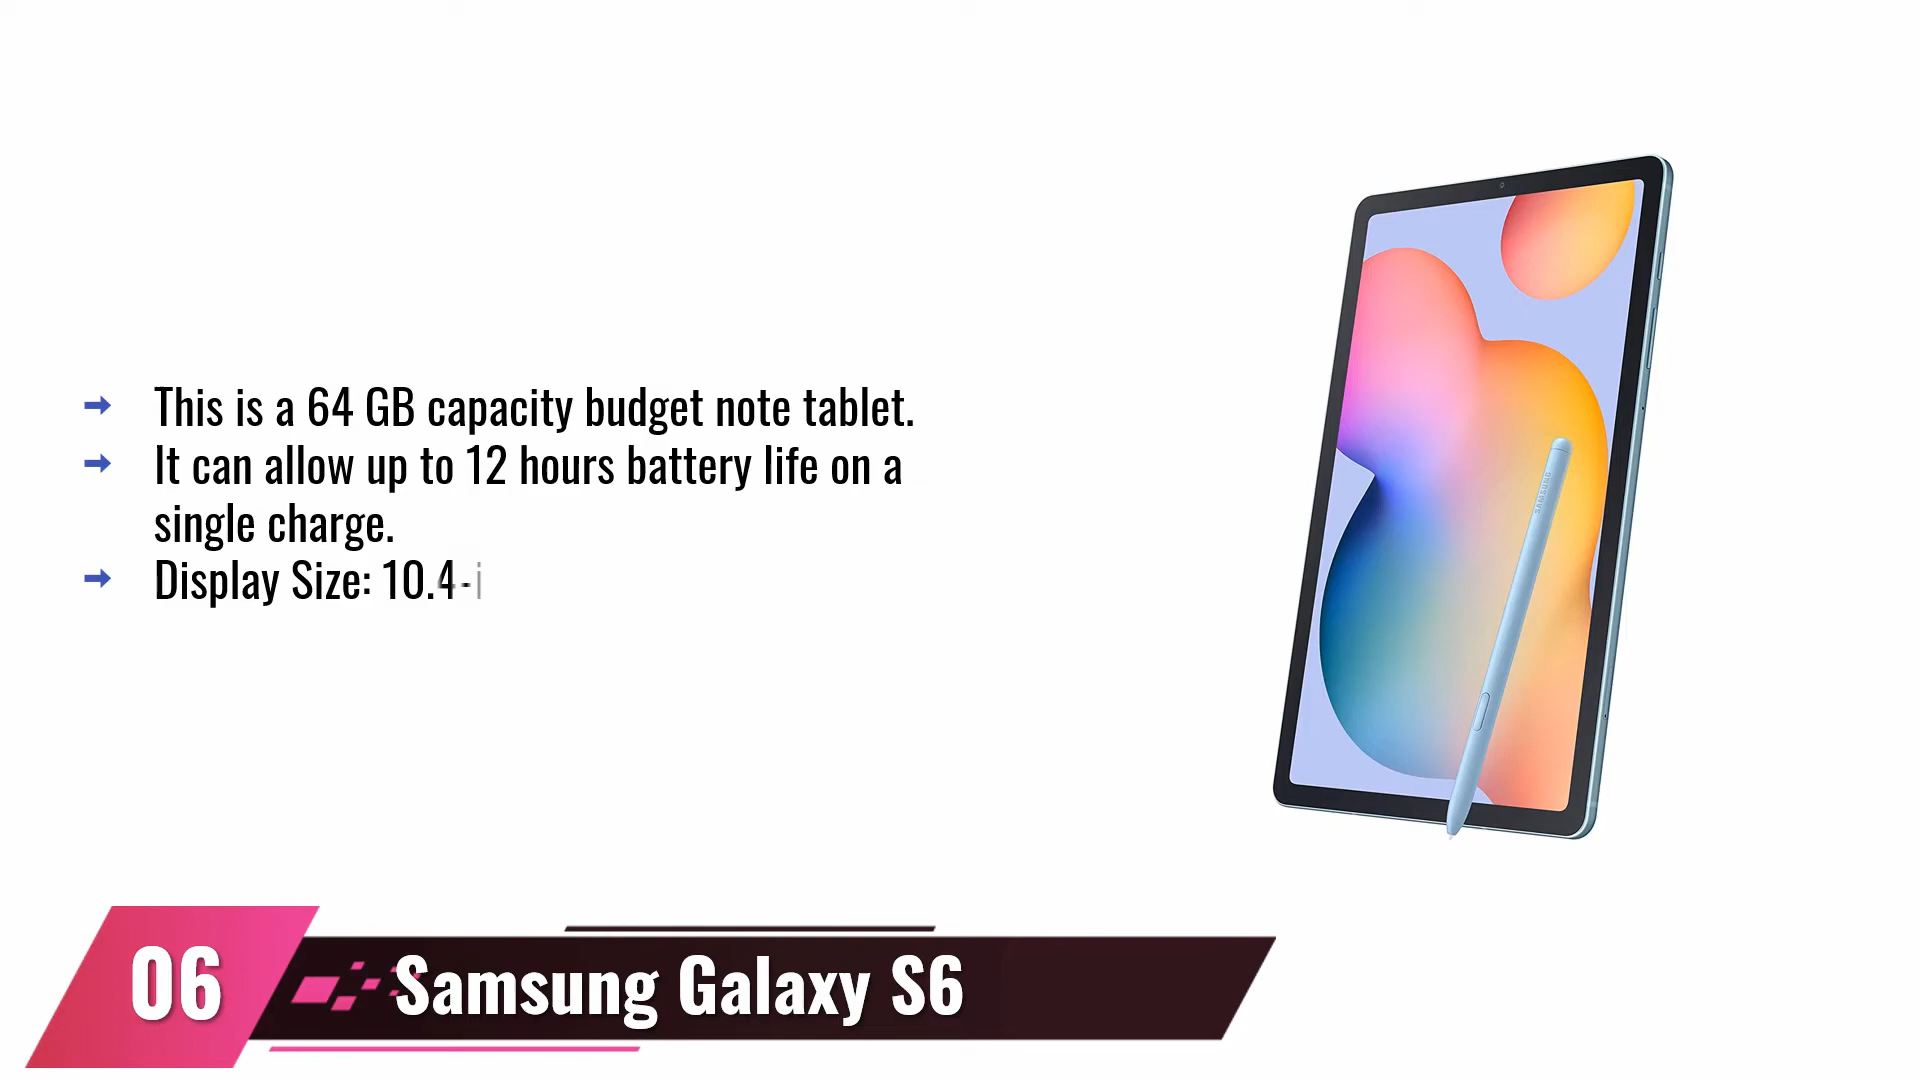 This is a 64 GB capacity budget note tablet.
It can allow up to 12 hours battery life on a
single charge.
Display Size: 10.4-i
SAMSUNG
06
Samsung Galaxy S6